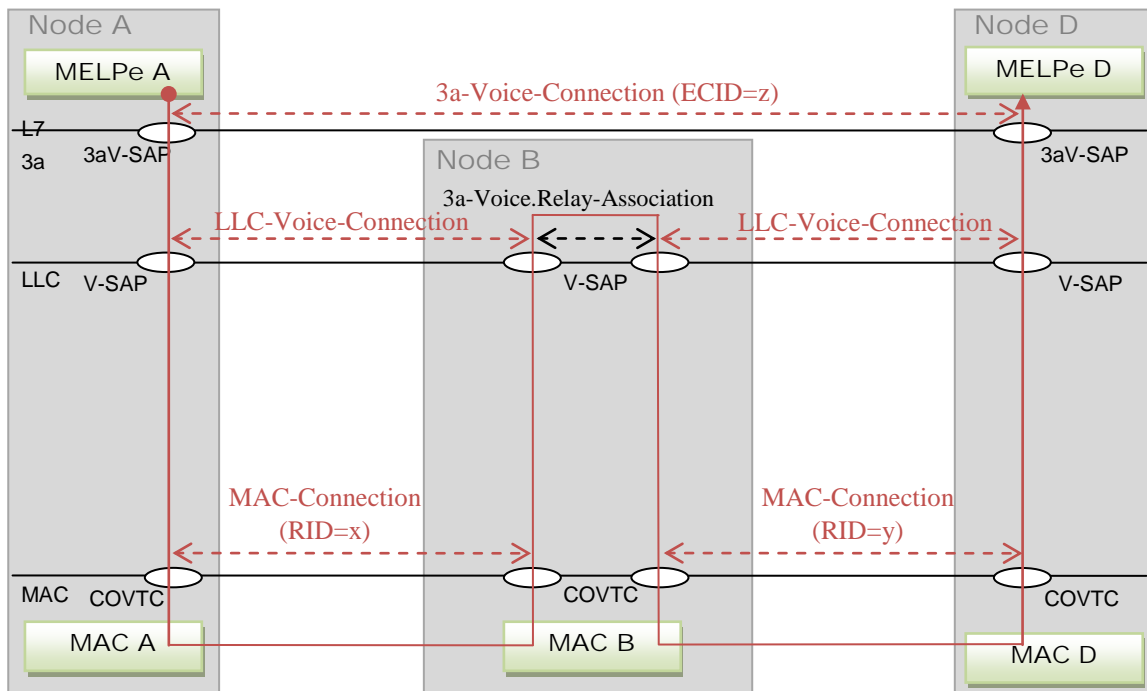 Node A
Node D
MELPe A
MELPe D
3a-Voice-Connection (ECID=z)
L7
3a
3aV-SAP
3aV-SAP
Node B
3a-Voice.Relay-Association
LLC-Voice-Connection
LLC-Voice-Connection
LLC
V-SAP
V-SAP
V-SAP
MAC-Connection
(RID=x)
MAC-Connection
(RID=y)
MAC
COVTC
COVTC
COVTC
MAC A
MAC B
MAC D